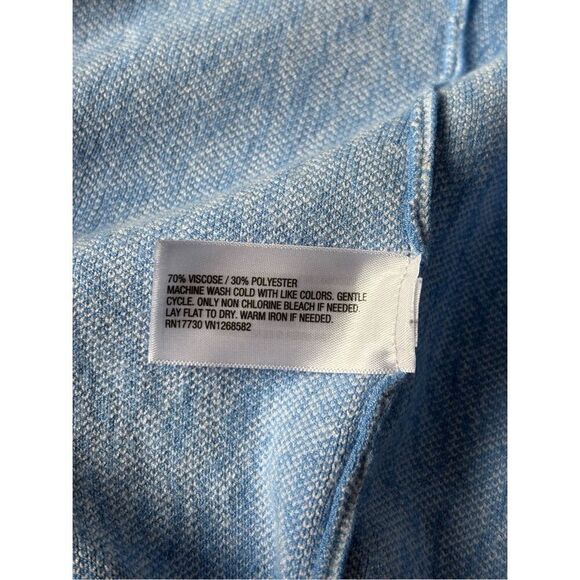 70% VISCOSE / 30% POLYESTER
MACHINE WASH COLD WITH LIKE COLORS. GENTLE
CYCLE. ONLY NON CHLORINE BLEACH IF NEEDED.
LAY FLAT TO DRY. WARM IRON IF NEEDED.
RN17730 VN1268582